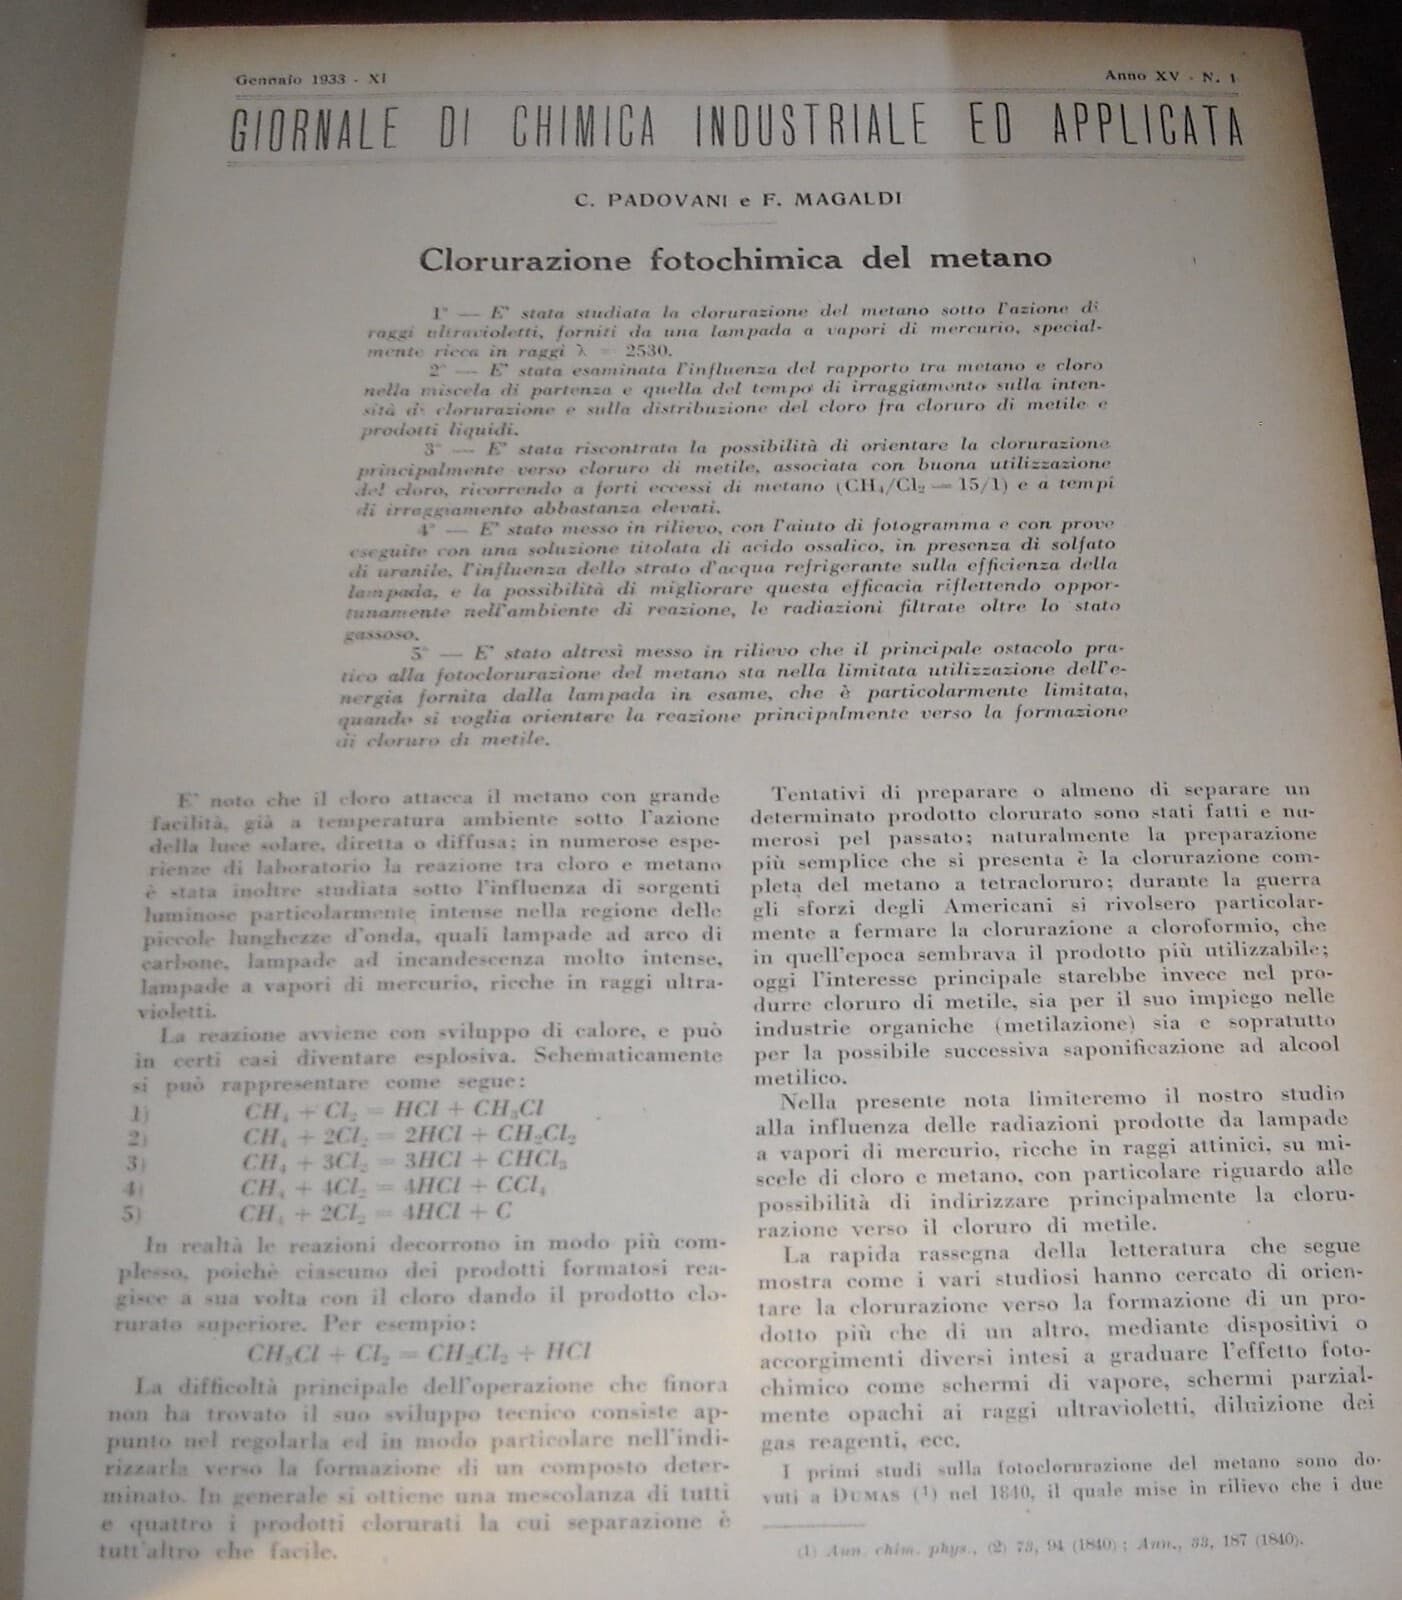 Gennaio 1933 - XI
Anno XV - N. 1
GIORNALE DI CHIMICA INDUSTRIALE ED APPLICATA
C. PADOVANI e F. MAGALDI
Clorurazione fotochimica del metano
1° — E' stata studiata la clorurazione del metano sotto l'azione di
raggi ultravioletti, forniti da una lampada a vapori di mercurio, special-
mente ricca in raggi λ = 2530.
2° — E' stata esaminata l'influenza del rapporto tra metano e cloro
nella miscela di partenza e quella del tempo di irraggiamento sulla inten-
sità di clorurazione e sulla distribuzione del cloro fra cloruro di metile e
prodotti liquidi.
3° — E' stata riscontrata la possibilità di orientare la clorurazione
principalmente verso cloruro di metile, associata con buona utilizzazione
del cloro, ricorrendo a forti eccessi di metano (CH₄/Cl₂ = 15/1) e a tempi
di irraggiamento abbastanza elevati.
4° — E' stato messo in rilievo, con l'aiuto di fotogramma e con prove
eseguite con una soluzione titolata di acido ossalico, in presenza di solfato
di uranile, l'influenza dello strato d'acqua refrigerante sulla efficienza della
lampada, e la possibilità di migliorare questa efficacia riflettendo oppor-
tunamente nell'ambiente di reazione, le radiazioni filtrate oltre lo stato
gassoso.
5° — E' stato altresì messo in rilievo che il principale ostacolo pra-
tico alla fotoclorurazione del metano sta nella limitata utilizzazione dell'e-
nergia fornita dalla lampada in esame, che è particolarmente limitata,
quando si voglia orientare la reazione principalmente verso la formazione
di cloruro di metile.
E' noto che il cloro attacca il metano con grande
facilità, già a temperatura ambiente sotto l'azione
della luce solare, diretta o diffusa; in numerose espe-
rienze di laboratorio la reazione tra cloro e metano
è stata inoltre studiata sotto l'influenza di sorgenti
luminose particolarmente intense nella regione delle
piccole lunghezze d'onda, quali lampade ad arco di
carbone, lampade ad incandescenza molto intense,
lampade a vapori di mercurio, ricche in raggi ultra-
violetti.
La reazione avviene con sviluppo di calore, e può
in certi casi diventare esplosiva. Schematicamente
si può rappresentare come segue:
1) CH₄ + Cl₂ = HCl + CH₃Cl
2) CH₄ + 2Cl₂ = 2HCl + CH₂Cl₂
3) CH₄ + 3Cl₂ = 3HCl + CHCl₃
4) CH₄ + 4Cl₂ = 4HCl + CCl₄
5) CH₄ + 2Cl₂ = 4HCl + C
In realtà le reazioni decorrono in modo più com-
plesso, poichè ciascuno dei prodotti formatosi rea-
gisce a sua volta con il cloro dando il prodotto clo-
rurato superiore. Per esempio:
CH₃Cl + Cl₂ = CH₂Cl₂ + HCl
La difficoltà principale dell'operazione che finora
non ha trovato il suo sviluppo tecnico consiste ap-
punto nel regolarla ed in modo particolare nell'indi-
rizzarla verso la formazione di un composto deter-
minato. In generale si ottiene una mescolanza di tutti
e quattro i prodotti clorurati la cui separazione è
tutt'altro che facile.
Tentativi di preparare o almeno di separare un
determinato prodotto clorurato sono stati fatti e nu-
merosi pel passato; naturalmente la preparazione
più semplice che si presenta è la clorurazione com-
pleta del metano a tetracloruro; durante la guerra
gli sforzi degli Americani si rivolsero particolar-
mente a fermare la clorurazione a cloroformio, che
in quell'epoca sembrava il prodotto più utilizzabile;
oggi l'interesse principale starebbe invece nel pro-
durre cloruro di metile, sia per il suo impiego nelle
industrie organiche (metilazione) sia e sopratutto
per la possibile successiva saponificazione ad alcool
metilico.
Nella presente nota limiteremo il nostro studio
alla influenza delle radiazioni prodotte da lampade
a vapori di mercurio, ricche in raggi attinici, su mi-
scele di cloro e metano, con particolare riguardo alle
possibilità di indirizzare principalmente la cloru-
razione verso il cloruro di metile.
La rapida rassegna della letteratura che segue
mostra come i vari studiosi hanno cercato di orien-
tare la clorurazione verso la formazione di un pro-
dotto più che di un altro, mediante dispositivi o
accorgimenti diversi intesi a graduare l'effetto foto-
chimico come schermi di vapore, schermi parzial-
mente opachi ai raggi ultravioletti, diluizione dei
gas reagenti, ecc.
I primi studi sulla fotoclorurazione del metano sono do-
vuti a DUMAS (¹) nel 1840, il quale mise in rilievo che i due
(1) Ann. chim. phys., (2) 73, 94 (1840); Ann., 33, 187 (1840).